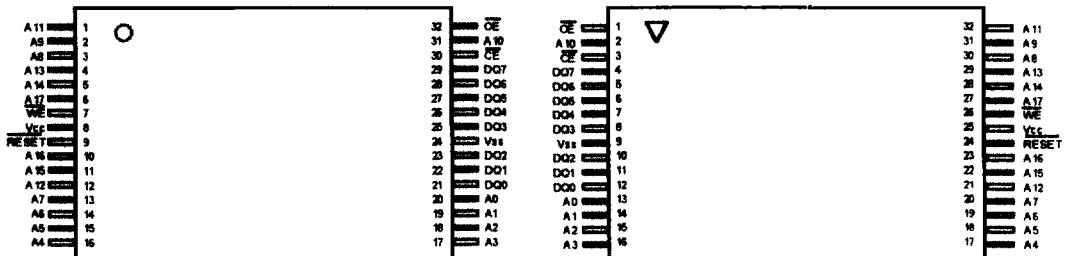 A11 1 32 OE
A9 2 31 A10
A8 3 30 CE
A13 4 29 DQ7
A14 5 28 DQ6
A17 6 27 DQ5
WE 7 26 DQ4
Vcc 8 25 DQ3
RESET 9 24 Vss
A16 10 23 DQ2
A15 11 22 DQ1
A12 12 21 DQ0
A7 13 20 A0
A6 14 19 A1
A5 15 18 A2
A4 16 17 A3
OE 1 32 A11
A10 2 31 A9
CE 3 30 A8
DQ7 4 29 A13
DQ6 5 28 A14
DQ5 6 27 A17
DQ4 7 26 WE
DQ3 8 25 Vcc
Vss 9 24 RESET
DQ2 10 23 A16
DQ1 11 22 A15
DQ0 12 21 A12
A0 13 20 A7
A1 14 19 A6
A2 15 18 A5
A3 16 17 A4